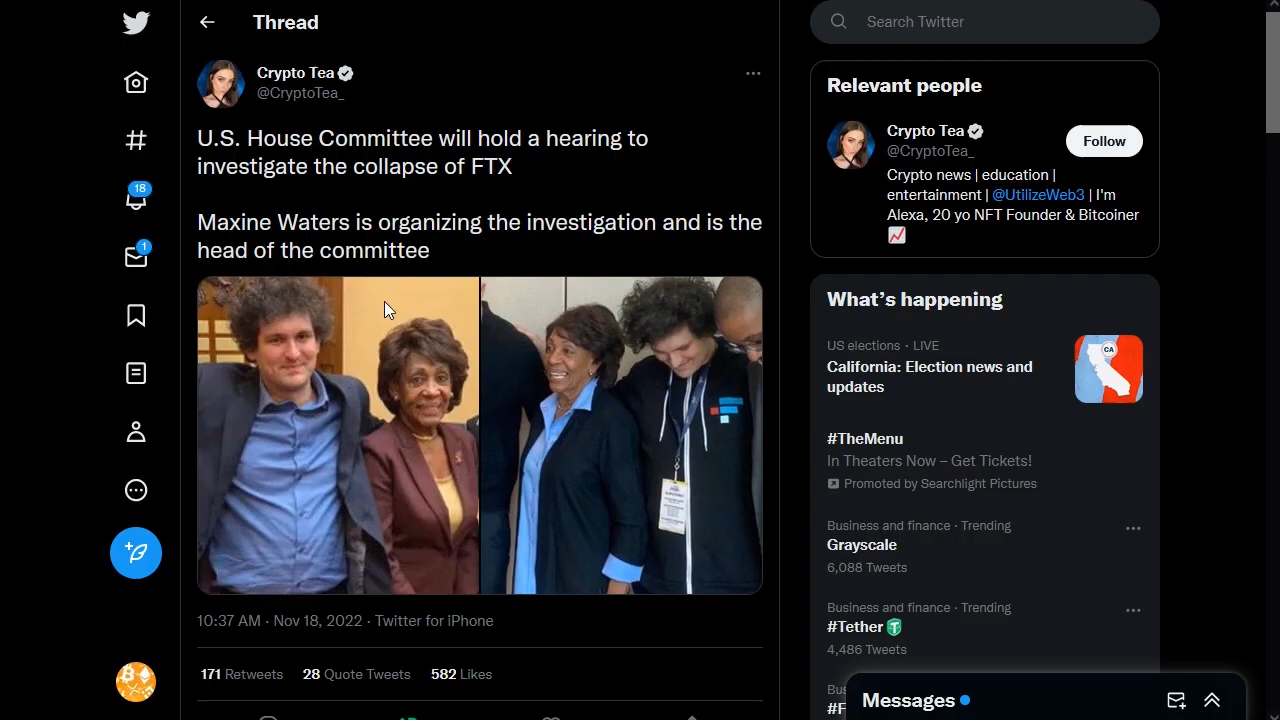 Thread
Crypto Tea
@CryptoTea_
U.S. House Committee will hold a hearing to
investigate the collapse of FTX
Maxine Waters is organizing the investigation and is the
head of the committee
10:37 AM · Nov 18, 2022 · Twitter for iPhone
171 Retweets 28 Quote Tweets 582 Likes
18
1
Search Twitter
Relevant people
Crypto Tea
@CryptoTea_
Follow
Crypto news | education |
entertainment | @UtilizeWeb3 | I'm
Alexa, 20 yo NFT Founder & Bitcoiner
What's happening
US elections · LIVE
California: Election news and
updates
CA
#TheMenu
In Theaters Now – Get Tickets!
Promoted by Searchlight Pictures
Business and finance · Trending
Grayscale
6,088 Tweets
Business and finance · Trending
#Tether
4,486 Tweets
Messages